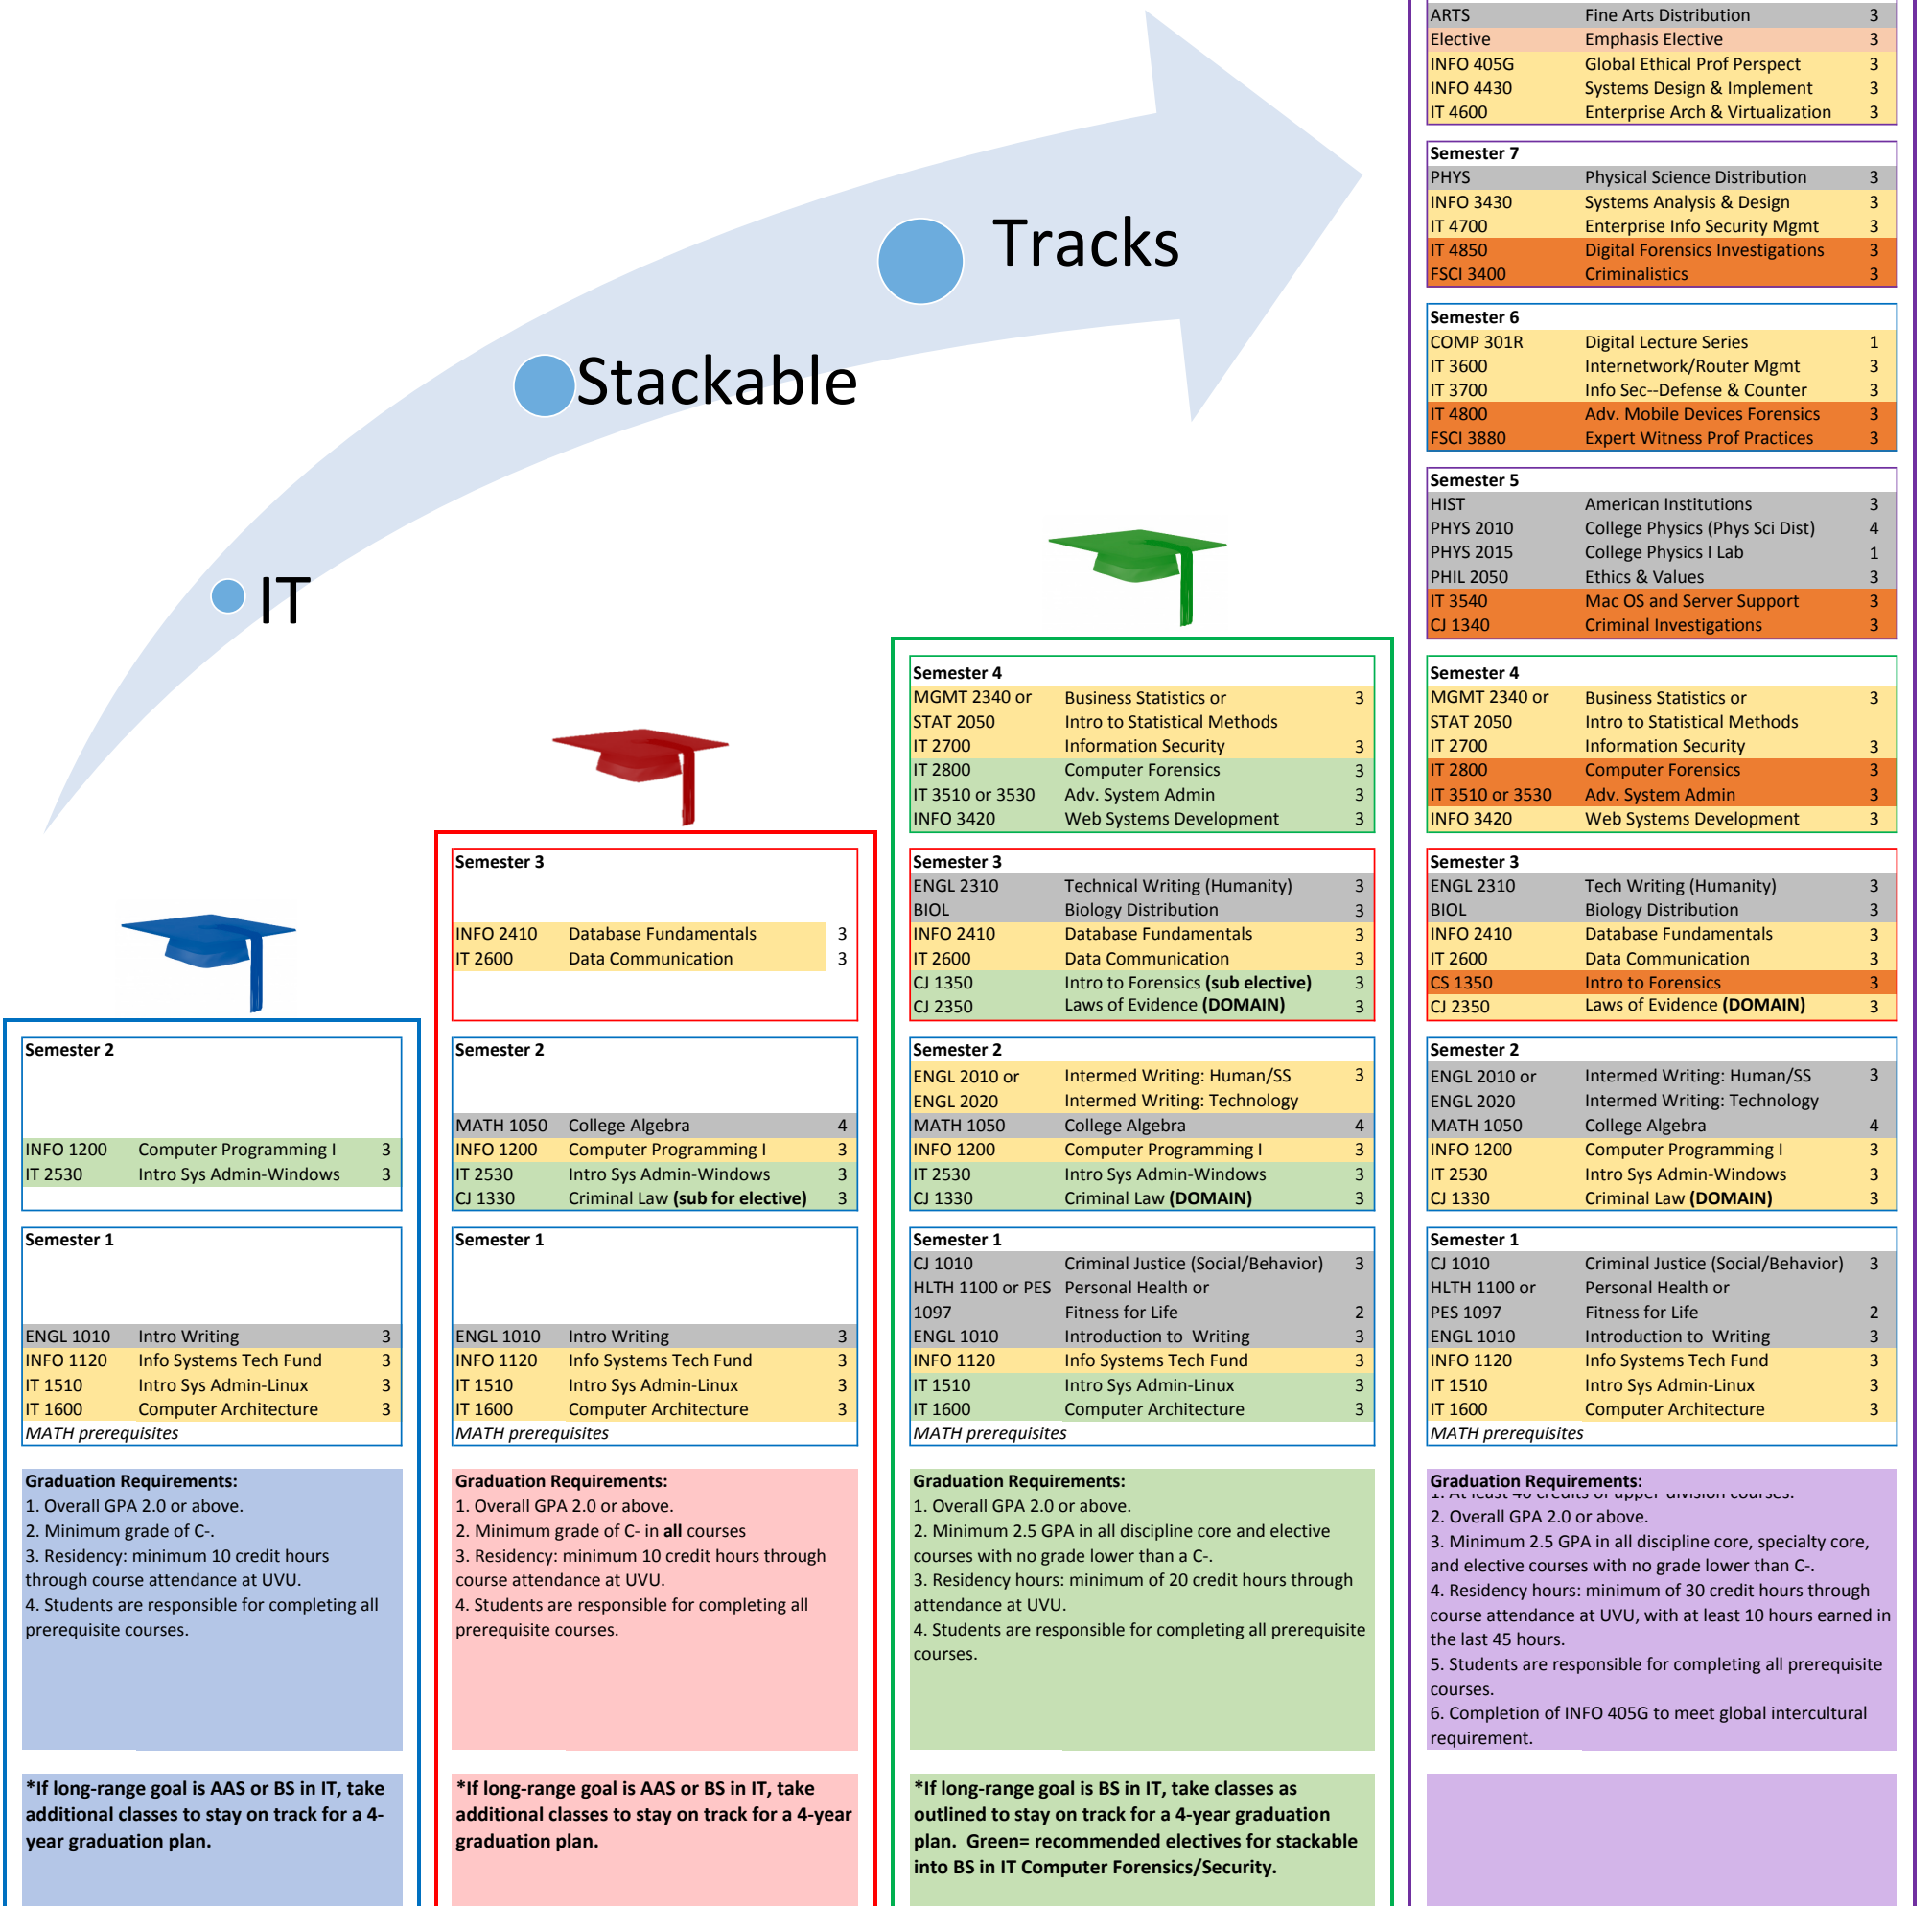 IT
Stackable
Tracks
Semester 2
INFO 1200 Computer Programming I 3
IT 2530 Intro Sys Admin-Windows 3
Semester 1
ENGL 1010 Intro Writing 3
INFO 1120 Info Systems Tech Fund 3
IT 1510 Intro Sys Admin-Linux 3
IT 1600 Computer Architecture 3
MATH prerequisites
Graduation Requirements:
1. Overall GPA 2.0 or above.
2. Minimum grade of C-.
3. Residency: minimum 10 credit hours
through course attendance at UVU.
4. Students are responsible for completing all
prerequisite courses.
*If long-range goal is AAS or BS in IT, take
additional classes to stay on track for a 4-
year graduation plan.
Semester 3
INFO 2410 Database Fundamentals 3
IT 2600 Data Communication 3
Semester 2
MATH 1050 College Algebra 4
INFO 1200 Computer Programming I 3
IT 2530 Intro Sys Admin-Windows 3
CJ 1330 Criminal Law (sub for elective) 3
Semester 1
ENGL 1010 Intro Writing 3
INFO 1120 Info Systems Tech Fund 3
IT 1510 Intro Sys Admin-Linux 3
IT 1600 Computer Architecture 3
MATH prerequisites
Graduation Requirements:
1. Overall GPA 2.0 or above.
2. Minimum grade of C- in all courses
3. Residency: minimum 10 credit hours through
course attendance at UVU.
4. Students are responsible for completing all
prerequisite courses.
*If long-range goal is AAS or BS in IT, take
additional classes to stay on track for a 4-year
graduation plan.
Semester 4
MGMT 2340 or Business Statistics or 3
STAT 2050 Intro to Statistical Methods
IT 2700 Information Security 3
IT 2800 Computer Forensics 3
IT 3510 or 3530 Adv. System Admin 3
INFO 3420 Web Systems Development 3
Semester 3
ENGL 2310 Technical Writing (Humanity) 3
BIOL Biology Distribution 3
INFO 2410 Database Fundamentals 3
IT 2600 Data Communication 3
CJ 1350 Intro to Forensics (sub elective) 3
CJ 2350 Laws of Evidence (DOMAIN) 3
Semester 2
ENGL 2010 or Intermed Writing: Human/SS 3
ENGL 2020 Intermed Writing: Technology
MATH 1050 College Algebra 4
INFO 1200 Computer Programming I 3
IT 2530 Intro Sys Admin-Windows 3
CJ 1330 Criminal Law (DOMAIN) 3
Semester 1
CJ 1010 Criminal Justice (Social/Behavior) 3
HLTH 1100 or PES Personal Health or
1097 Fitness for Life 2
ENGL 1010 Introduction to Writing 3
INFO 1120 Info Systems Tech Fund 3
IT 1510 Intro Sys Admin-Linux 3
IT 1600 Computer Architecture 3
MATH prerequisites
Graduation Requirements:
1. Overall GPA 2.0 or above.
2. Minimum 2.5 GPA in all discipline core and elective
courses with no grade lower than a C-.
3. Residency hours: minimum of 20 credit hours through
attendance at UVU.
4. Students are responsible for completing all prerequisite
courses.
*If long-range goal is BS in IT, take classes as
outlined to stay on track for a 4-year graduation
plan. Green= recommended electives for stackable
into BS in IT Computer Forensics/Security.
ARTS Fine Arts Distribution 3
Elective Emphasis Elective 3
INFO 405G Global Ethical Prof Perspect 3
INFO 4430 Systems Design & Implement 3
IT 4600 Enterprise Arch & Virtualization 3
Semester 7
PHYS Physical Science Distribution 3
INFO 3430 Systems Analysis & Design 3
IT 4700 Enterprise Info Security Mgmt 3
IT 4850 Digital Forensics Investigations 3
FSCI 3400 Criminalistics 3
Semester 6
COMP 301R Digital Lecture Series 1
IT 3600 Internetwork/Router Mgmt 3
IT 3700 Info Sec--Defense & Counter 3
IT 4800 Adv. Mobile Devices Forensics 3
FSCI 3880 Expert Witness Prof Practices 3
Semester 5
HIST American Institutions 3
PHYS 2010 College Physics (Phys Sci Dist) 4
PHYS 2015 College Physics I Lab 1
PHIL 2050 Ethics & Values 3
IT 3540 Mac OS and Server Support 3
CJ 1340 Criminal Investigations 3
Semester 4
MGMT 2340 or Business Statistics or 3
STAT 2050 Intro to Statistical Methods
IT 2700 Information Security 3
IT 2800 Computer Forensics 3
IT 3510 or 3530 Adv. System Admin 3
INFO 3420 Web Systems Development 3
Semester 3
ENGL 2310 Tech Writing (Humanity) 3
BIOL Biology Distribution 3
INFO 2410 Database Fundamentals 3
IT 2600 Data Communication 3
CS 1350 Intro to Forensics 3
CJ 2350 Laws of Evidence (DOMAIN) 3
Semester 2
ENGL 2010 or Intermed Writing: Human/SS 3
ENGL 2020 Intermed Writing: Technology
MATH 1050 College Algebra 4
INFO 1200 Computer Programming I 3
IT 2530 Intro Sys Admin-Windows 3
CJ 1330 Criminal Law (DOMAIN) 3
Semester 1
CJ 1010 Criminal Justice (Social/Behavior) 3
HLTH 1100 or Personal Health or
PES 1097 Fitness for Life 2
ENGL 1010 Introduction to Writing 3
INFO 1120 Info Systems Tech Fund 3
IT 1510 Intro Sys Admin-Linux 3
IT 1600 Computer Architecture 3
MATH prerequisites
Graduation Requirements:
1. At least 40 credits of upper division courses.
2. Overall GPA 2.0 or above.
3. Minimum 2.5 GPA in all discipline core, specialty core,
and elective courses with no grade lower than C-.
4. Residency hours: minimum of 30 credit hours through
course attendance at UVU, with at least 10 hours earned in
the last 45 hours.
5. Students are responsible for completing all prerequisite
courses.
6. Completion of INFO 405G to meet global intercultural
requirement.